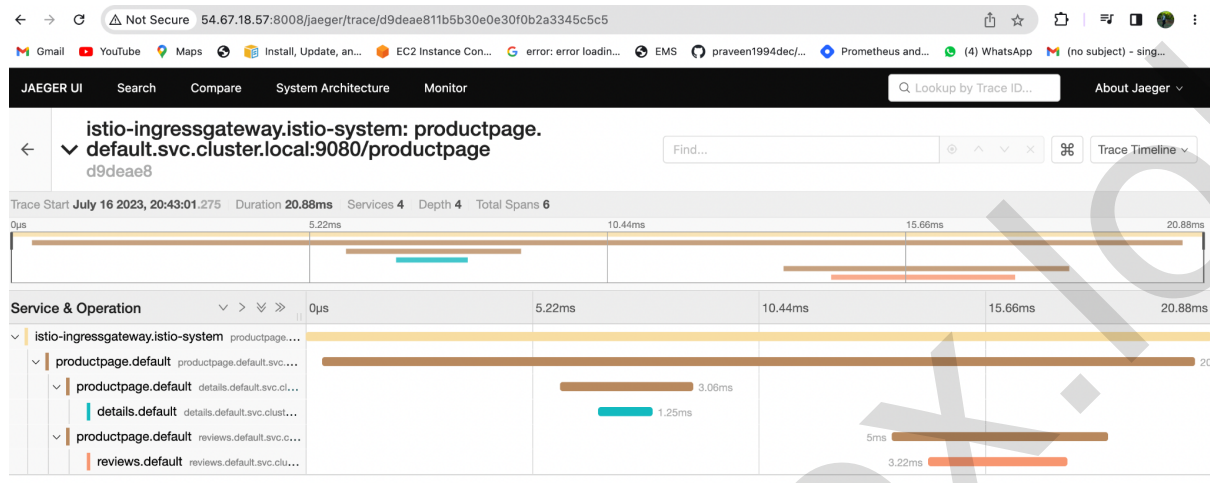 Not Secure 54.67.18.57:8008/jaeger/trace/d9deae811b5b30e0e30f0b2a3345c5c5
Gmail YouTube Maps Install, Update, an... EC2 Instance Con... error: error loadin... EMS praveen1994dec/... Prometheus and... (4) WhatsApp (no subject) - sing...
JAEGER UI Search Compare System Architecture Monitor Lookup by Trace ID... About Jaeger
istio-ingressgateway.istio-system: productpage.
default.svc.cluster.local:9080/productpage
d9deae8
Find... ⌘ Trace Timeline
Trace Start July 16 2023, 20:43:01.275 Duration 20.88ms Services 4 Depth 4 Total Spans 6
0μs 5.22ms 10.44ms 15.66ms 20.88ms
Service & Operation 0μs 5.22ms 10.44ms 15.66ms 20.88ms
istio-ingressgateway.istio-system productpage....
productpage.default productpage.default.svc.... 20
productpage.default details.default.svc.cl... 3.06ms
details.default details.default.svc.clust... 1.25ms
productpage.default reviews.default.svc.c... 5ms
reviews.default reviews.default.svc.clu... 3.22ms